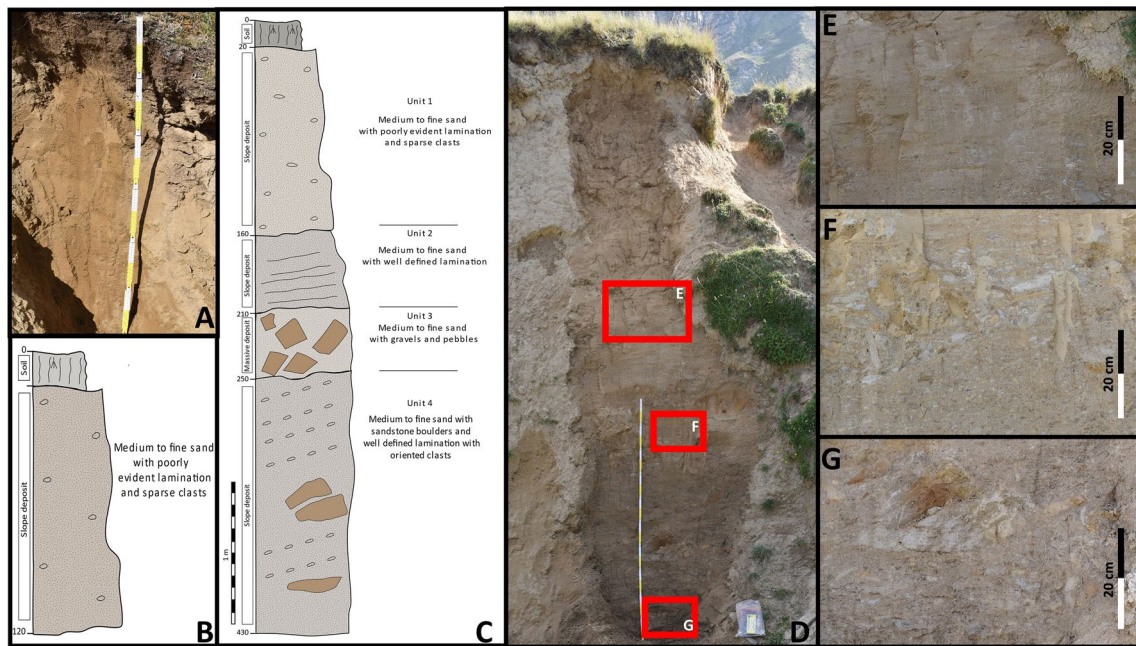 A
0
Soil
Slope deposit
120
Medium to fine sand
with poorly
evident lamination
and sparse clasts
B
0
Soil
20
Slope deposit
160
Slope deposit
210
Massive deposit
250
Slope deposit
430
1 m
Unit 1
Medium to fine sand
with poorly evident lamination
and sparse clasts
Unit 2
Medium to fine sand
with well defined lamination
Unit 3
Medium to fine sand
with gravels and pebbles
Unit 4
Medium to fine sand with
sandstone boulders and
well defined lamination with
oriented clasts
C
E
F
G
D
E
20 cm
F
20 cm
G
20 cm